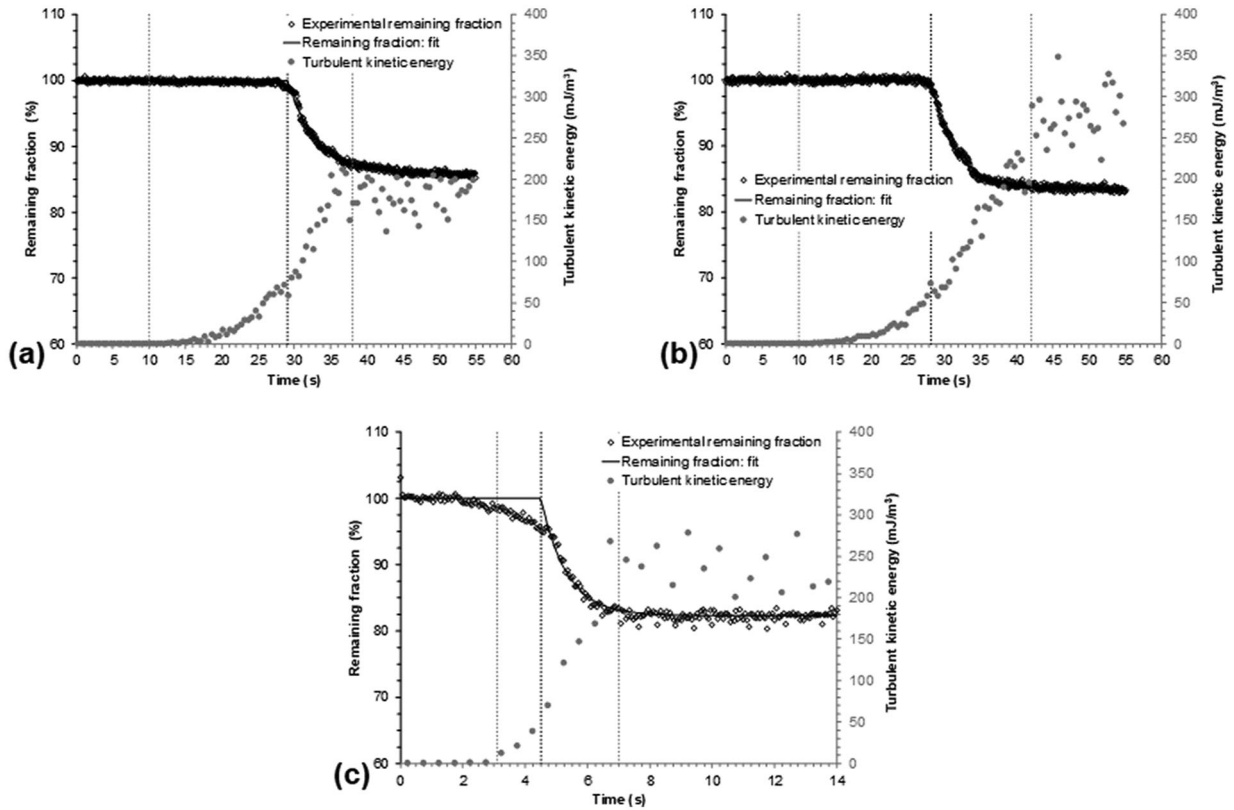 110
100
90
80
70
60
Remaining fraction (%)
Experimental remaining fraction
Remaining fraction: fit
Turbulent kinetic energy
400
350
300
250
200
150
100
50
0
Turbulent kinetic energy (mJ/m³)
0 5 10 15 20 25 30 35 40 45 50 55 60
Time (s)
(a)
110
100
90
80
70
60
Remaining fraction (%)
Experimental remaining fraction
Remaining fraction: fit
Turbulent kinetic energy
400
350
300
250
200
150
100
50
0
Turbulent kinetic energy (mJ/m³)
0 5 10 15 20 25 30 35 40 45 50 55 60
Time (s)
(b)
110
100
90
80
70
60
Remaining fraction (%)
Experimental remaining fraction
Remaining fraction: fit
Turbulent kinetic energy
400
350
300
250
200
150
100
50
0
Turbulent kinetic energy (mJ/m³)
0 2 4 6 8 10 12 14
Time (s)
(c)